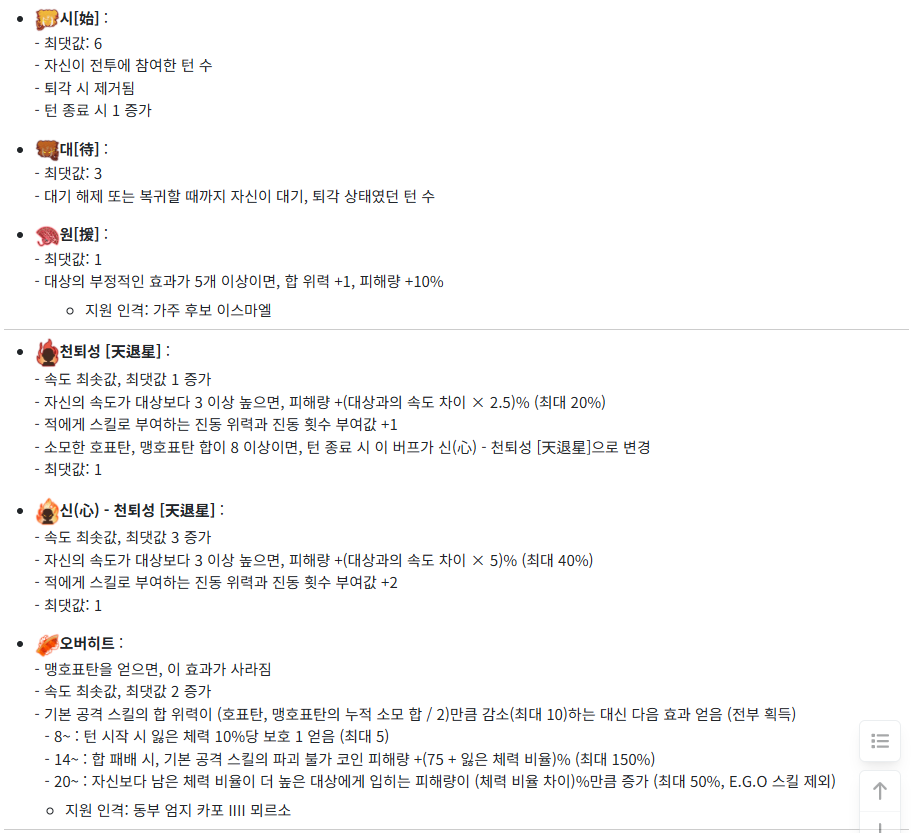 시[始] :
- 최댓값: 6
- 자신이 전투에 참여한 턴 수
- 퇴각 시 제거됨
- 턴 종료 시 1 증가
대[待] :
- 최댓값: 3
- 대기 해제 또는 복귀할 때까지 자신이 대기, 퇴각 상태였던 턴 수
원[援] :
- 최댓값: 1
- 대상의 부정적인 효과가 5개 이상이면, 합 위력 +1, 피해량 +10%
지원 인격: 가주 후보 이스마엘
천퇴성 [天退星] :
- 속도 최솟값, 최댓값 1 증가
- 자신의 속도가 대상보다 3 이상 높으면, 피해량 +(대상과의 속도 차이 × 2.5)% (최대 20%)
- 적에게 스킬로 부여하는 진동 위력과 진동 횟수 부여값 +1
- 소모한 호표탄, 맹호표탄 합이 8 이상이면, 턴 종료 시 이 버프가 신(心) - 천퇴성 [天退星]으로 변경
- 최댓값: 1
신(心) - 천퇴성 [天退星] :
- 속도 최솟값, 최댓값 3 증가
- 자신의 속도가 대상보다 3 이상 높으면, 피해량 +(대상과의 속도 차이 × 5)% (최대 40%)
- 적에게 스킬로 부여하는 진동 위력과 진동 횟수 부여값 +2
- 최댓값: 1
오버히트 :
- 맹호표탄을 얻으면, 이 효과가 사라짐
- 속도 최솟값, 최댓값 2 증가
- 기본 공격 스킬의 합 위력이 (호표탄, 맹호표탄의 누적 소모 합 / 2)만큼 감소(최대 10)하는 대신 다음 효과 얻음 (전부 획득)
- 8~ : 턴 시작 시 잃은 체력 10%당 보호 1 얻음 (최대 5)
- 14~ : 합 패배 시, 기본 공격 스킬의 파괴 불가 코인 피해량 +(75 + 잃은 체력 비율)% (최대 150%)
- 20~ : 자신보다 남은 체력 비율이 더 높은 대상에게 입히는 피해량이 (체력 비율 차이)%만큼 증가 (최대 50%, E.G.O 스킬 제외)
지원 인격: 동부 엄지 카포 IIII 뫼르소